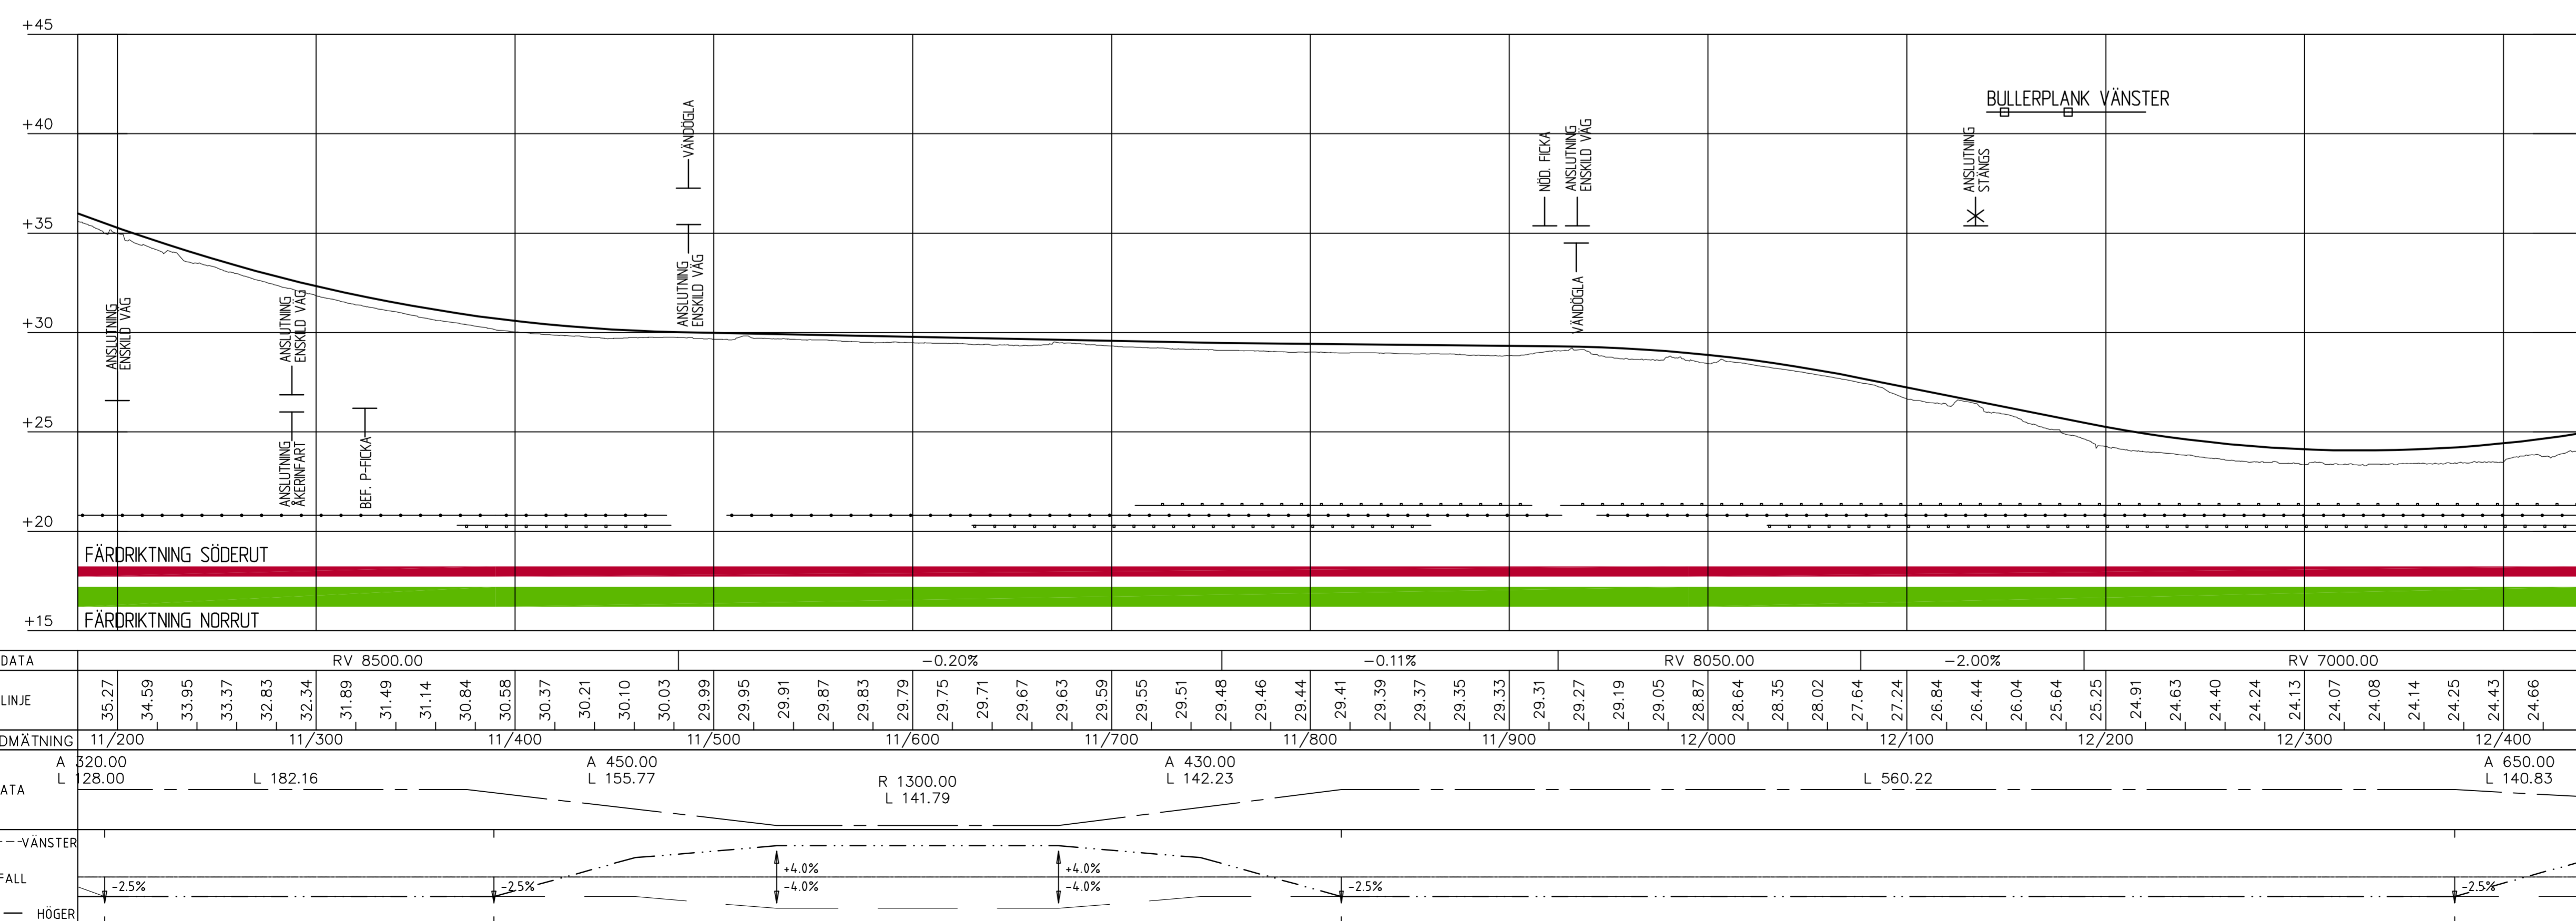 +45
+40
+35
+30
+25
+20
+15
ANSLUTNING
ENSKILD VÄG
ANSLUTNING
ENSKILD VÄG
ANSLUTNING
ÅKERINFART
BEF. P-FICKA
VÄNDÖGLA
ANSLUTNING
ENSKILD VÄG
NÖD. FICKA
ANSLUTNING
ENSKILD VÄG
VÄNDÖGLA
ANSLUTNING
STÄNGS
BULLERPLANK VÄNSTER
FÄRDRIKTNING SÖDERUT
FÄRDRIKTNING NORRUT
DATA RV 8500.00 -0.20% -0.11% RV 8050.00 -2.00% RV 7000.00
LINJE 35.27 34.59 33.95 33.37 32.83 32.34 31.89 31.49 31.14 30.84 30.58 30.37 30.21 30.10 30.03 29.99 29.95 29.91 29.87 29.83 29.79 29.75 29.71 29.67 29.63 29.59 29.55 29.51 29.48 29.46 29.44 29.41 29.39 29.37 29.35 29.33 29.31 29.27 29.19 29.05 28.87 28.64 28.35 28.02 27.64 27.24 26.84 26.44 26.04 25.64 25.25 24.91 24.63 24.40 24.24 24.13 24.07 24.08 24.14 24.25 24.43 24.66
DMÄTNING 11/200 11/300 11/400 11/500 11/600 11/700 11/800 11/900 12/000 12/100 12/200 12/300 12/400
A 320.00 A 450.00 A 430.00 A 650.00
L 128.00 L 182.16 L 155.77 R 1300.00 L 142.23 L 560.22 L 140.83
ATA L 141.79
VÄNSTER
+4.0% +4.0%
FALL -2.5% -2.5% -4.0% -4.0% -2.5% -2.5%
HÖGER